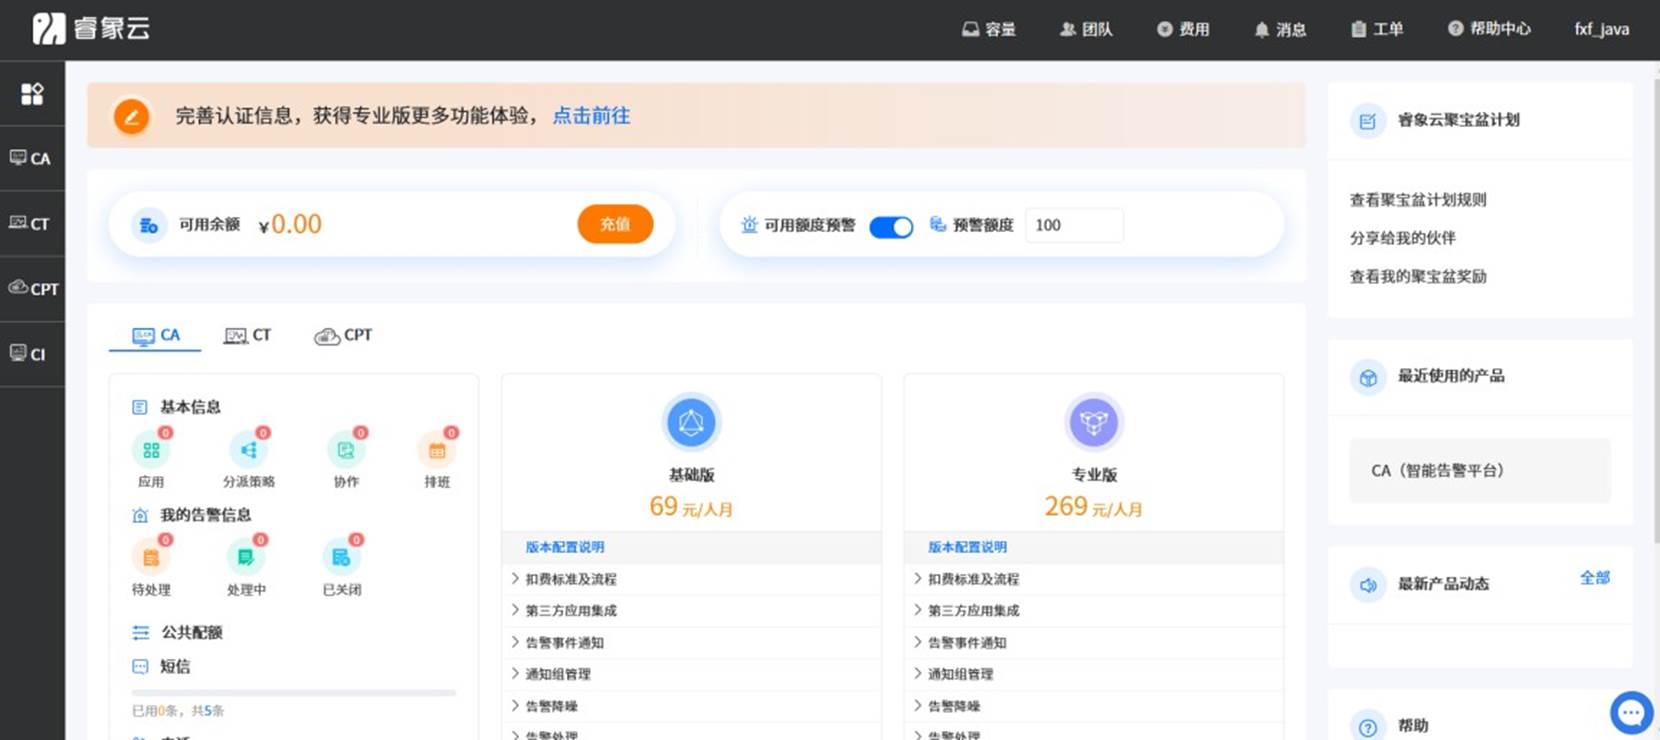 睿象云
容量
团队
费用
消息
工单
帮助中心
fxf_java
CA
CT
CPT
CI
完善认证信息，获得专业版更多功能体验， 点击前往
可用余额 ¥0.00
充值
可用额度预警
预警额度 100
CA
CT
CPT
基本信息
0
0
0
0
应用
分派策略
协作
排班
我的告警信息
0
0
0
待处理
处理中
已关闭
公共配额
短信
已用0条，共5条
基础版
69 元/人月
版本配置说明
扣费标准及流程
第三方应用集成
告警事件通知
通知组管理
告警降噪
告警处理
专业版
269 元/人月
版本配置说明
扣费标准及流程
第三方应用集成
告警事件通知
通知组管理
告警降噪
告警处理
睿象云聚宝盆计划
查看聚宝盆计划规则
分享给我的伙伴
查看我的聚宝盆奖励
最近使用的产品
CA（智能告警平台）
最新产品动态
全部
帮助